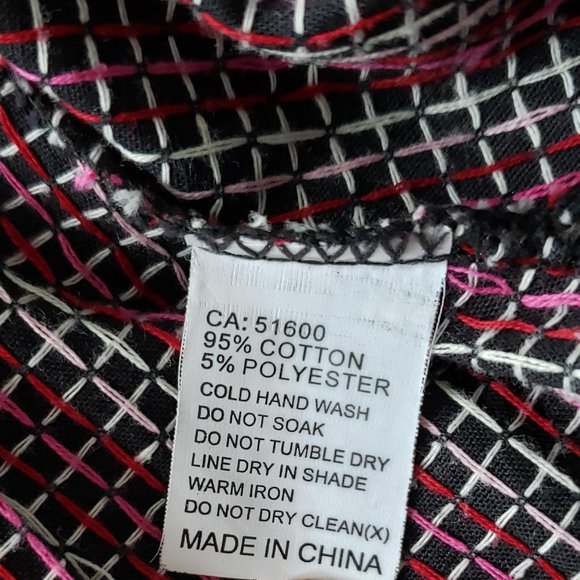 CA: 51600
95% COTTON
5% POLYESTER
COLD HAND WASH
DO NOT SOAK
DO NOT TUMBLE DRY
LINE DRY IN SHADE
WARM IRON
DO NOT DRY CLEAN(X)
MADE IN CHINA